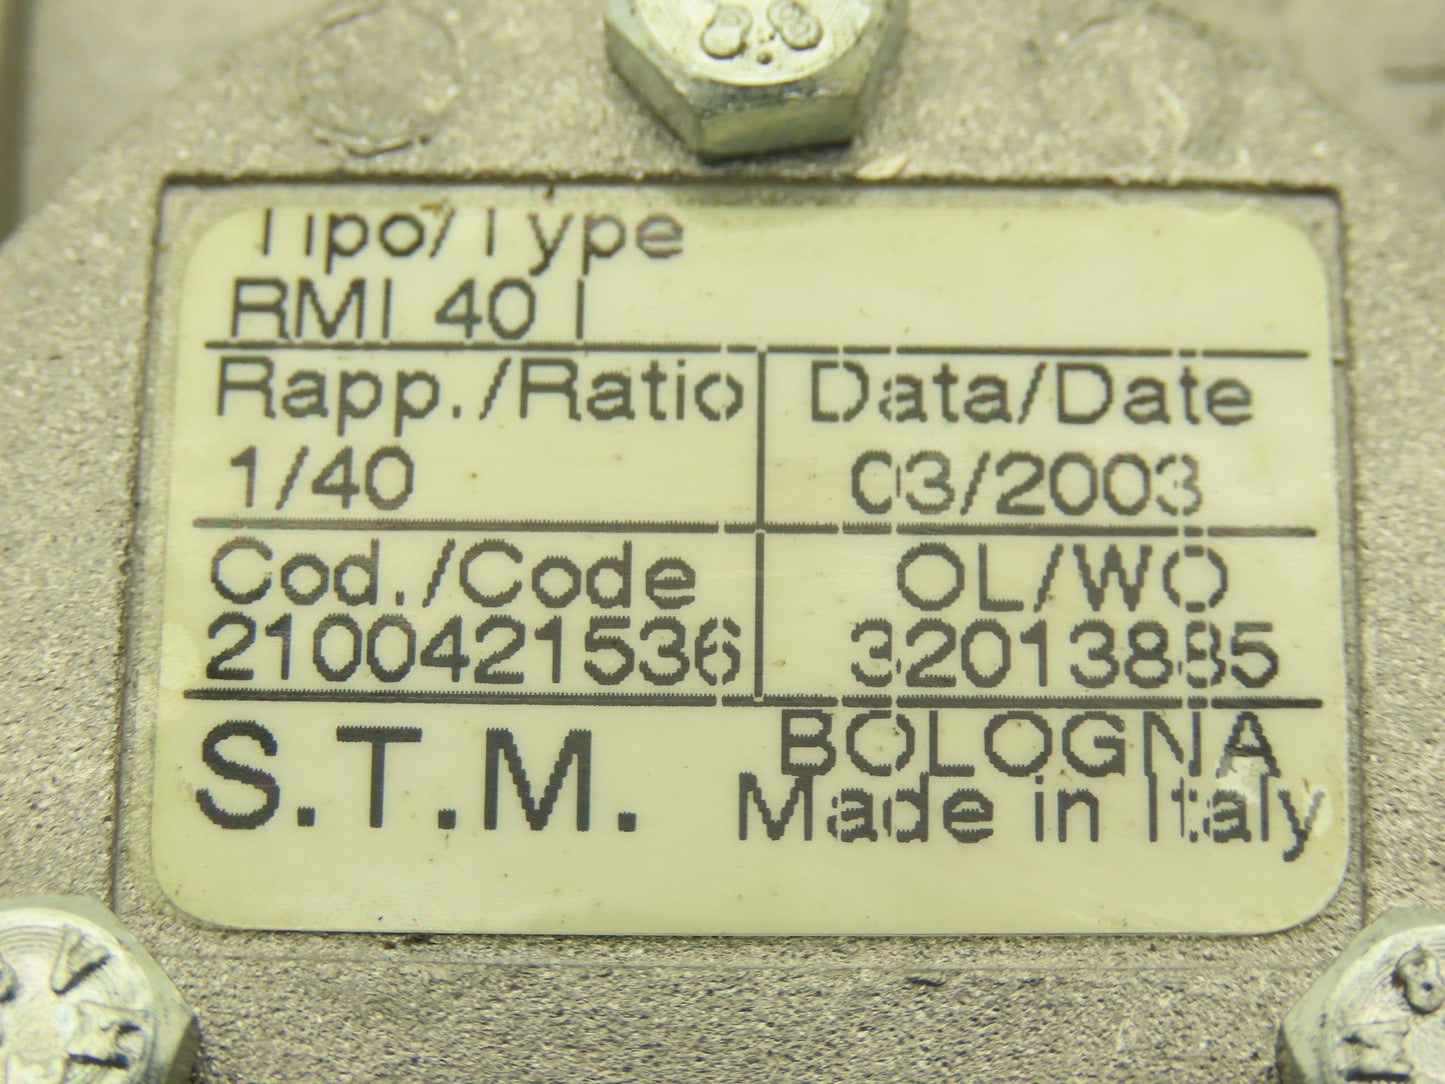 8.8
Tipo/Type
RMI 40 I
Rapp./Ratio Data/Date
1/40 03/2003
Cod./Code OL/WO
2100421536 32013885
S.T.M. BOLOGNA
Made in Italy